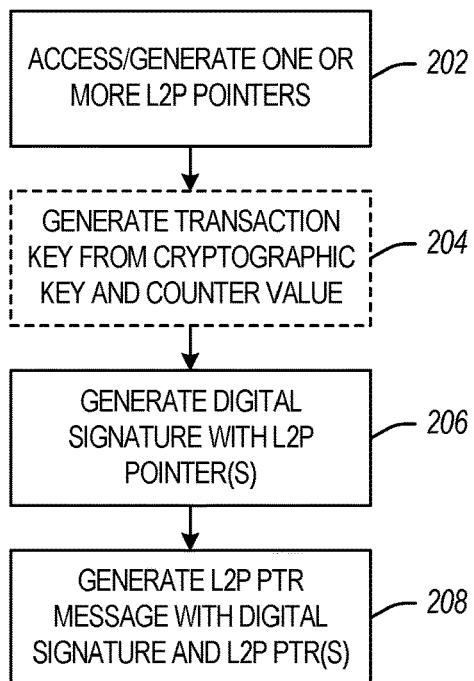 ACCESS/GENERATE ONE OR
MORE L2P POINTERS
202
GENERATE TRANSACTION
KEY FROM CRYPTOGRAPHIC
KEY AND COUNTER VALUE
204
GENERATE DIGITAL
SIGNATURE WITH L2P
POINTER(S)
206
GENERATE L2P PTR
MESSAGE WITH DIGITAL
SIGNATURE AND L2P PTR(S)
208